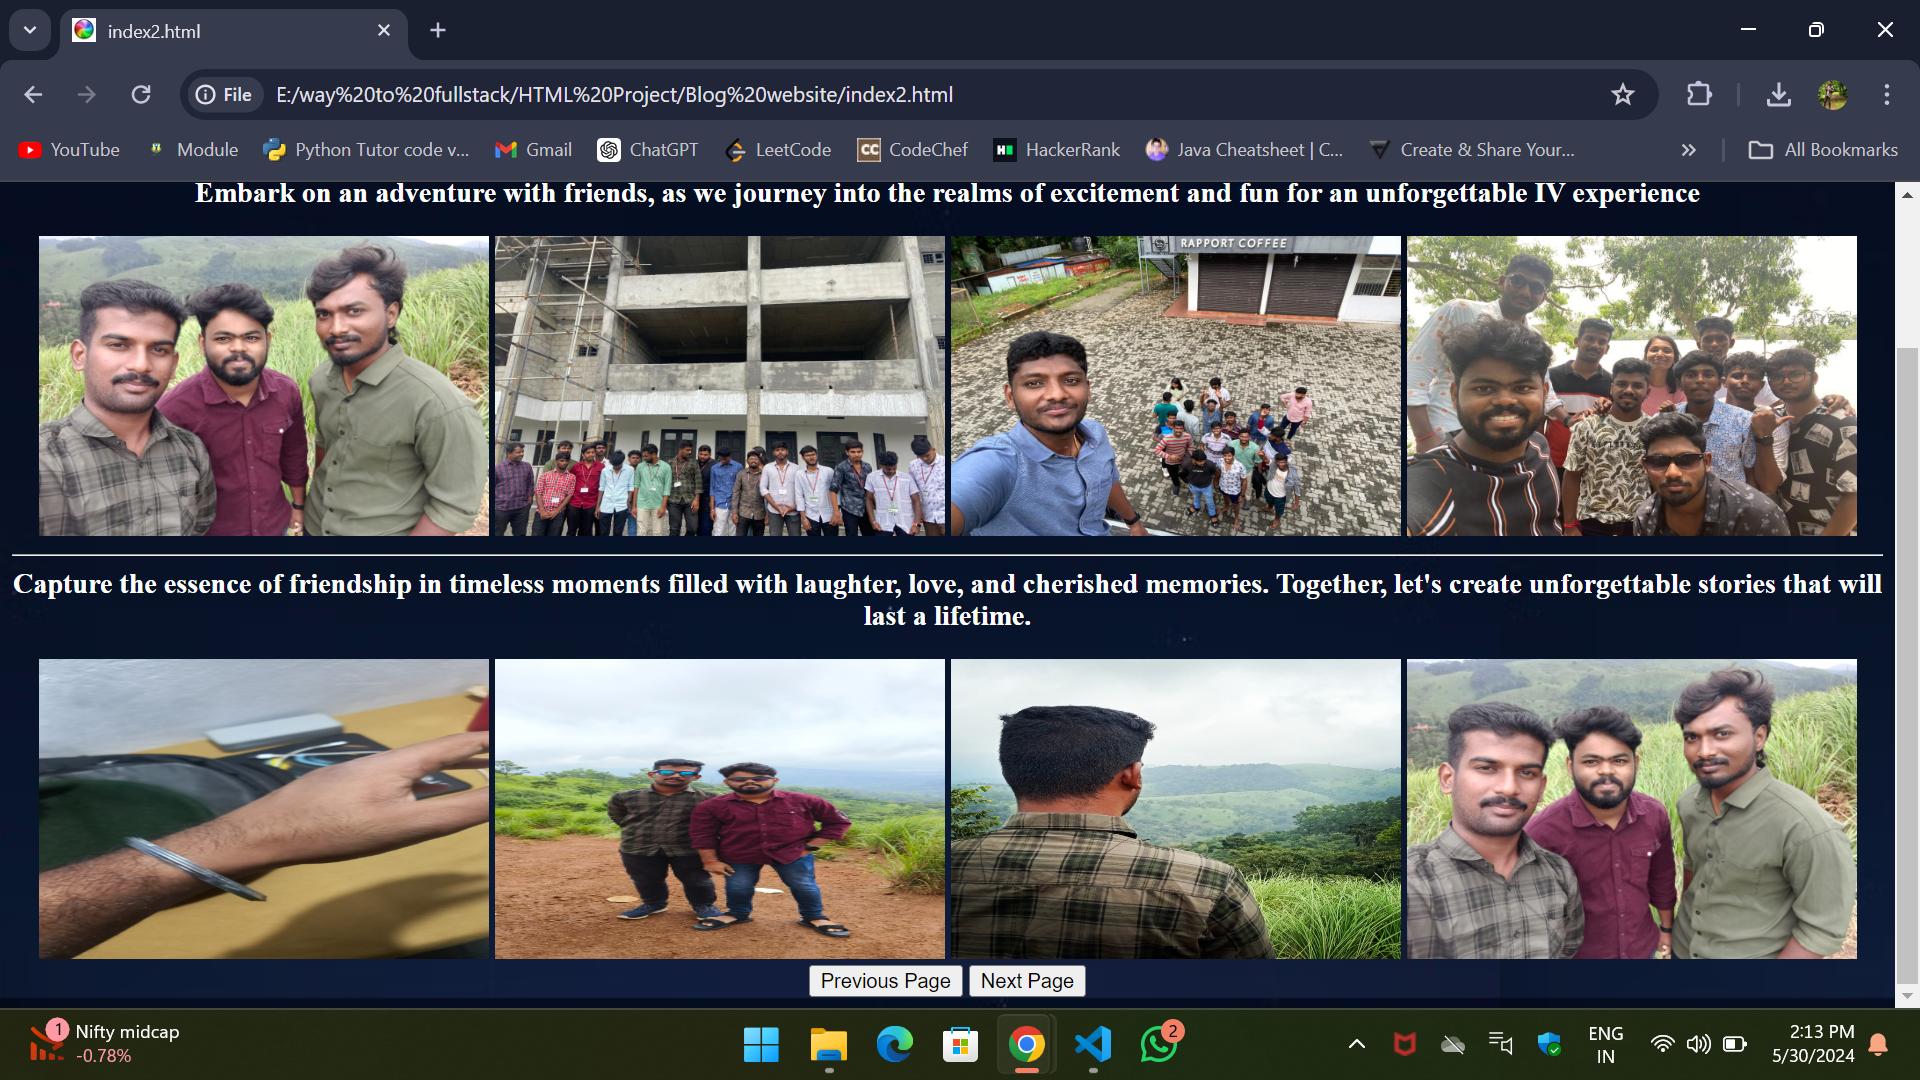 index2.html
File
E:/way%20to%20fullstack/HTML%20Project/Blog%20website/index2.html
YouTube
Module
Python Tutor code v...
Gmail
ChatGPT
CC
CodeChef
H
HackerRank
LeetCode
Java Cheatsheet | C...
Create & Share Your...
»
All Bookmarks
Embark on an adventure with friends, as we journey into the realms of excitement and fun for an unforgettable IV experience
RAPPORT COFFEE
Capture the essence of friendship in timeless moments filled with laughter, love, and cherished memories. Together, let's create unforgettable stories that will
last a lifetime.
Previous Page
Next Page
1
Nifty midcap
-0.78%
2
ENG
IN
2:13 PM
5/30/2024